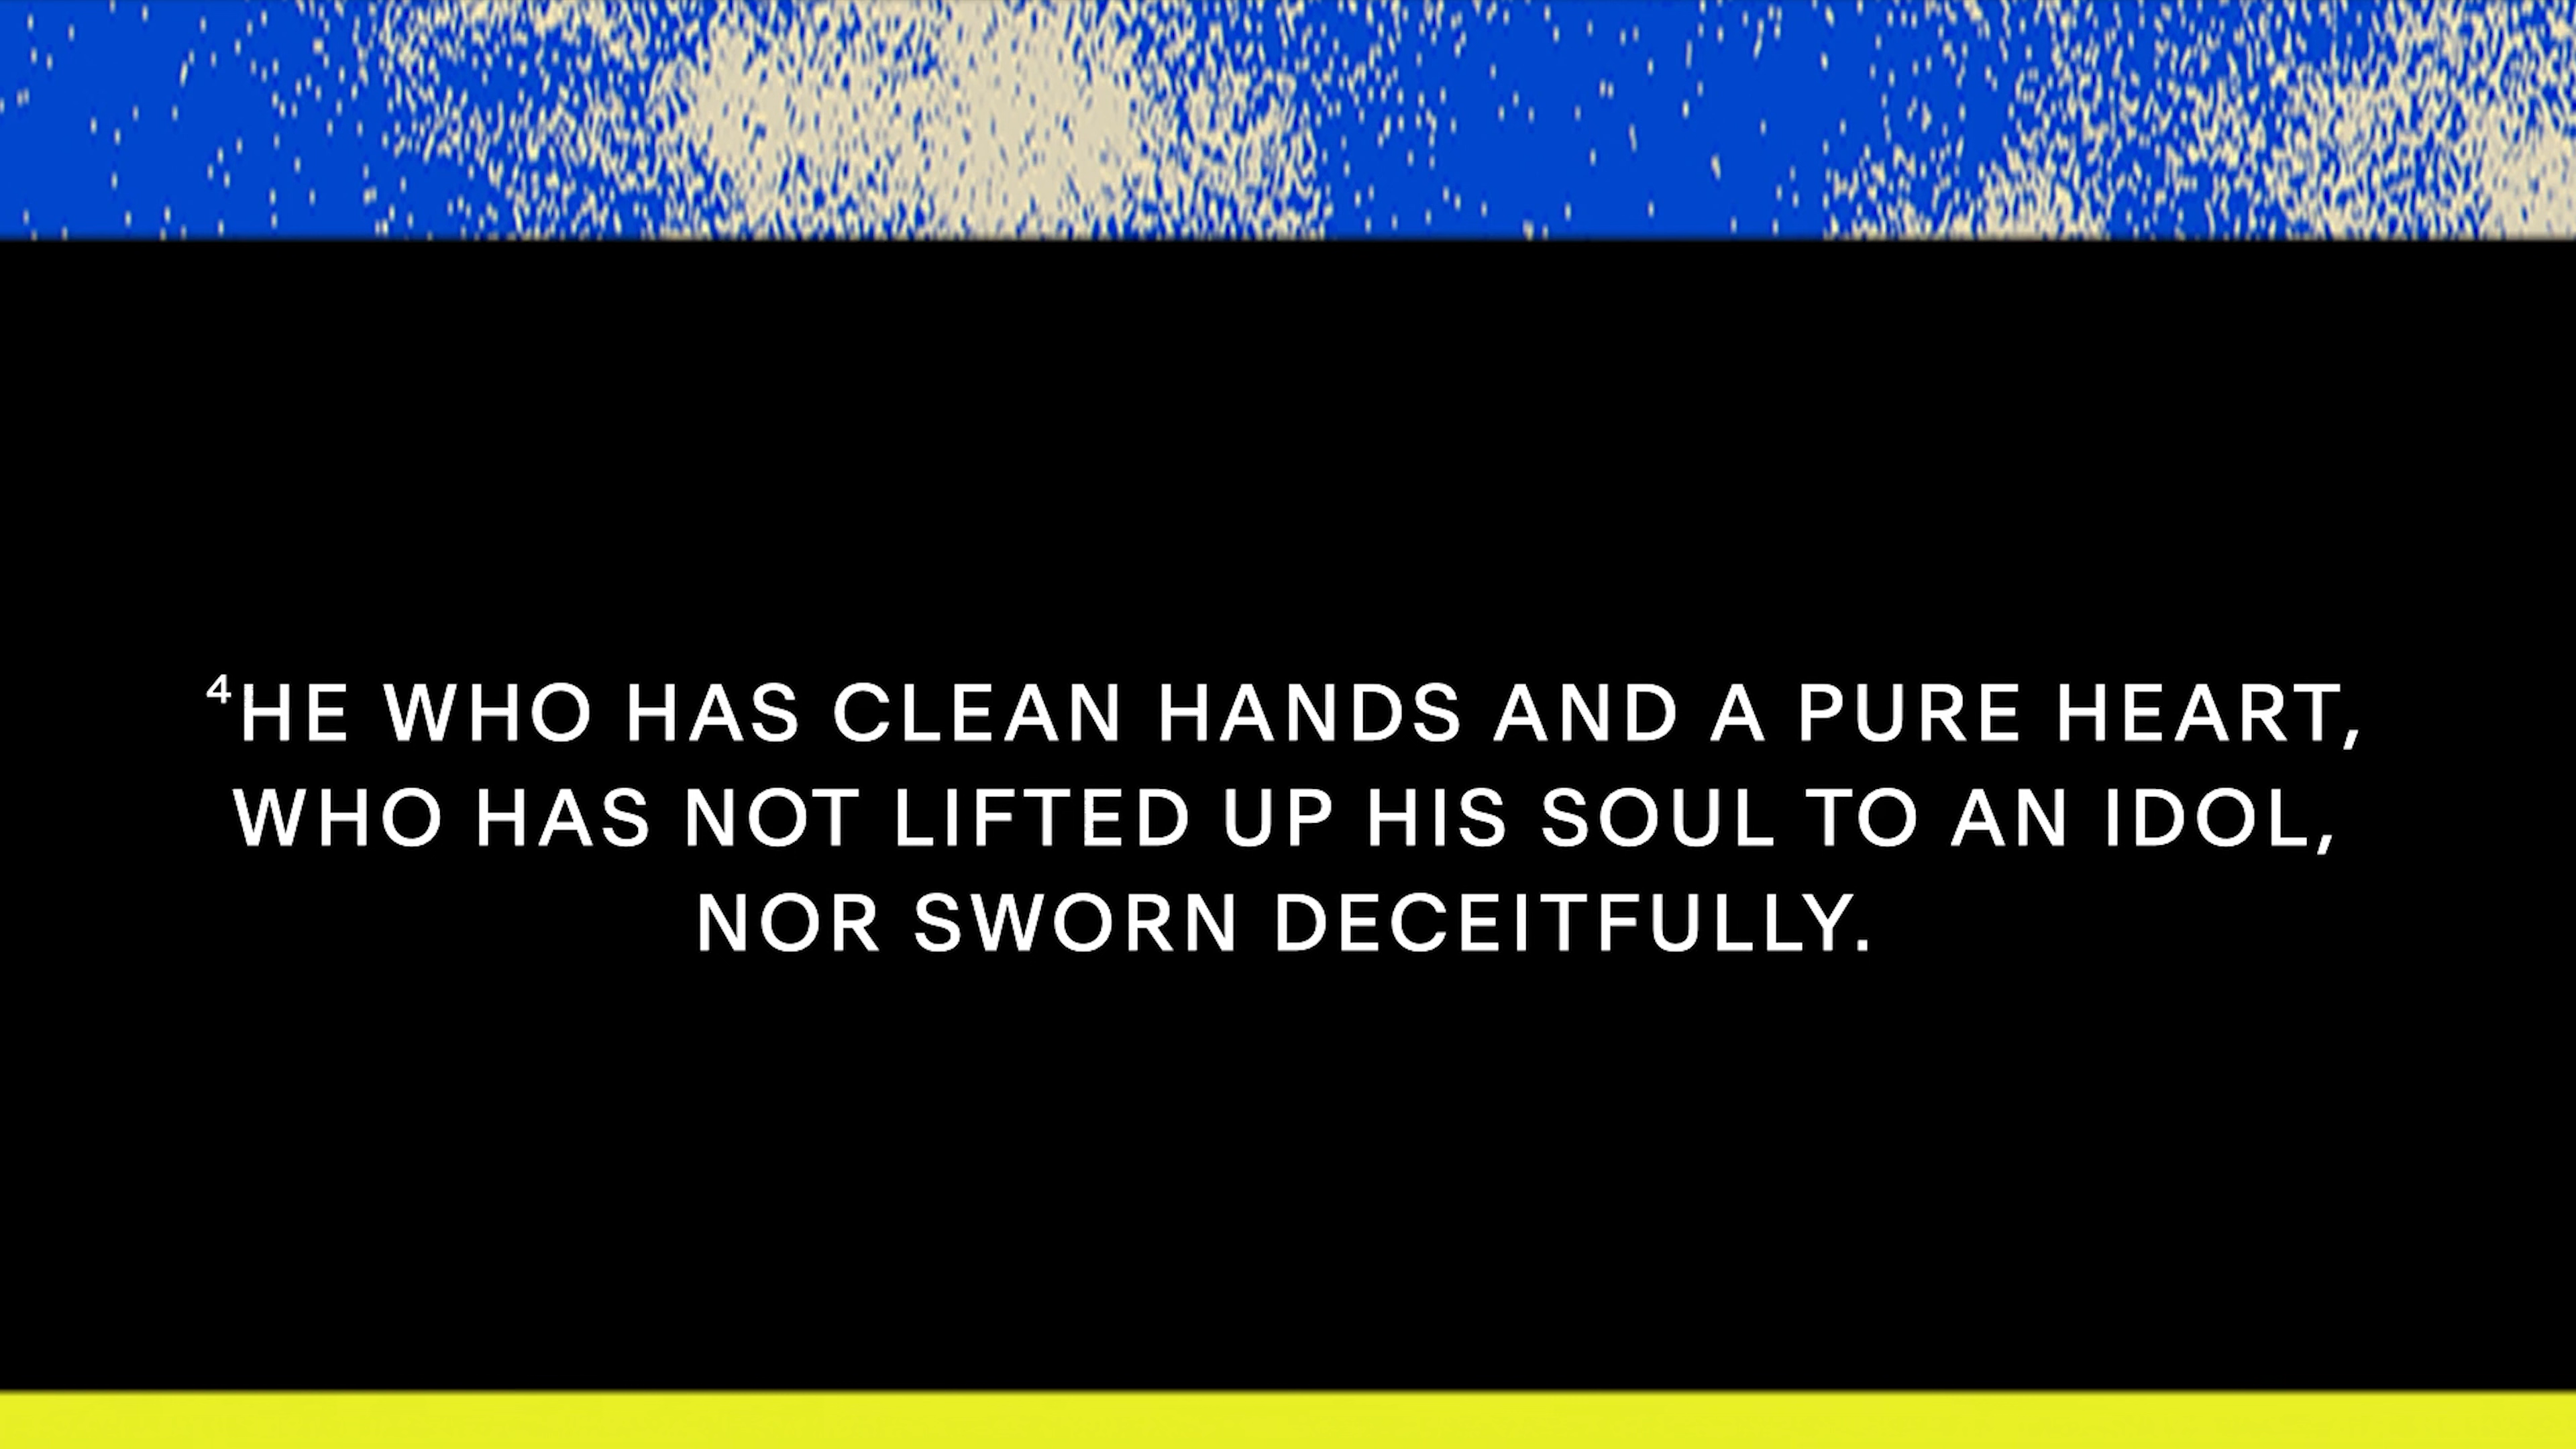 ⁴HE WHO HAS CLEAN HANDS AND A PURE HEART,
WHO HAS NOT LIFTED UP HIS SOUL TO AN IDOL,
NOR SWORN DECEITFULLY.